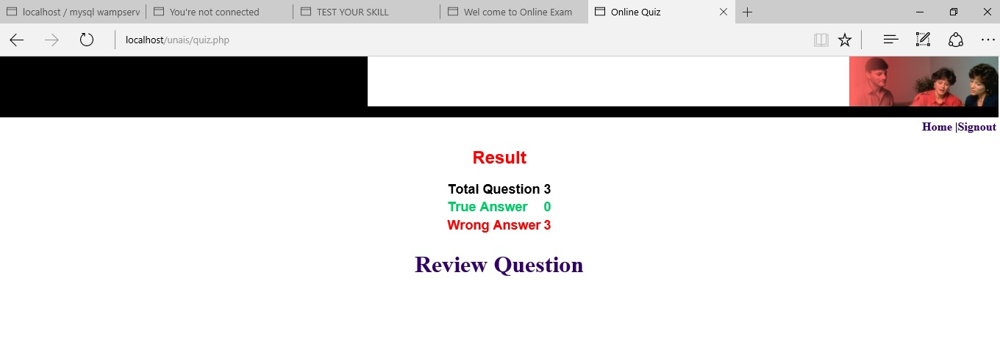 localhost / mysql wampserv
You're not connected
TEST YOUR SKILL
Wel come to Online Exam
Online Quiz
localhost/unais/quiz.php
Home |Signout
Result
Total Question 3
True Answer 0
Wrong Answer 3
Review Question